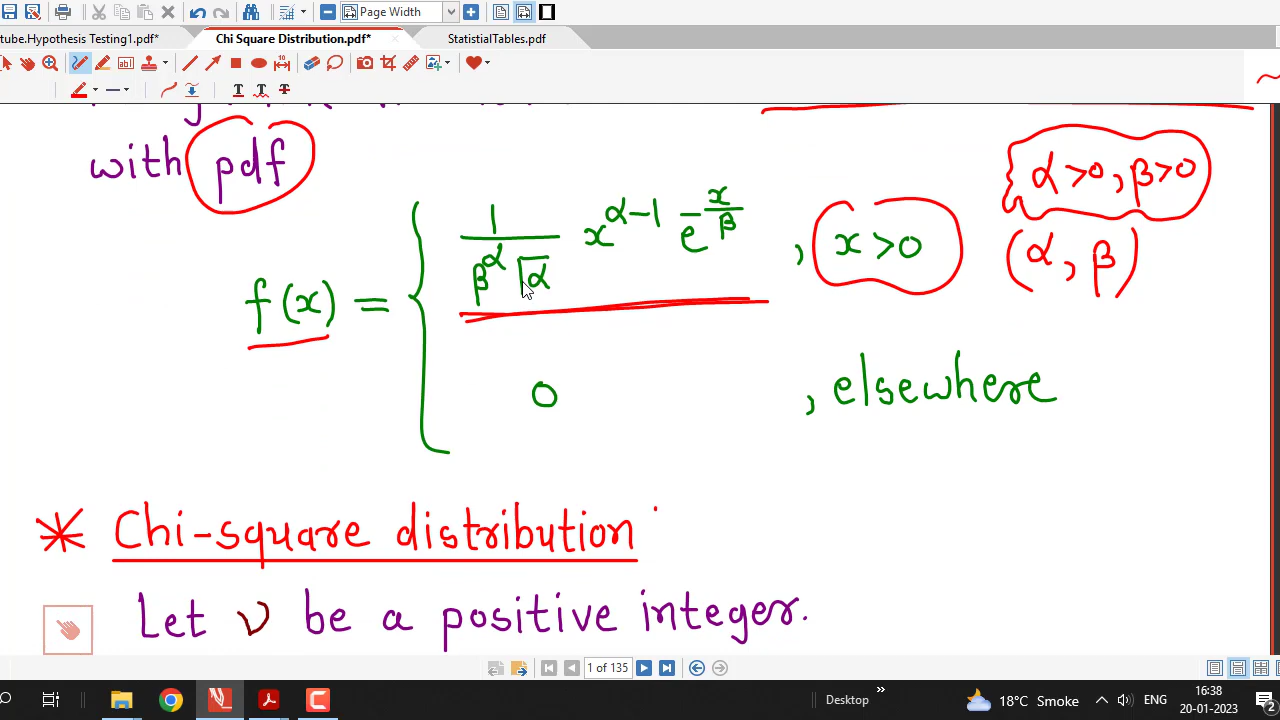 Page Width
tube.Hypothesis Testing1.pdf*
Chi Square Distribution.pdf*
StatistialTables.pdf
with pdf
α>0, β>0
(α, β)
f(x) = { 1/(β^α Γα) x^(α-1) e^(-x/β) , x>0
0 , elsewhere
* Chi-square distribution
Let ν be a positive integer.
1 of 135
Desktop
»
18°C Smoke
ENG
16:38
20-01-2023
2